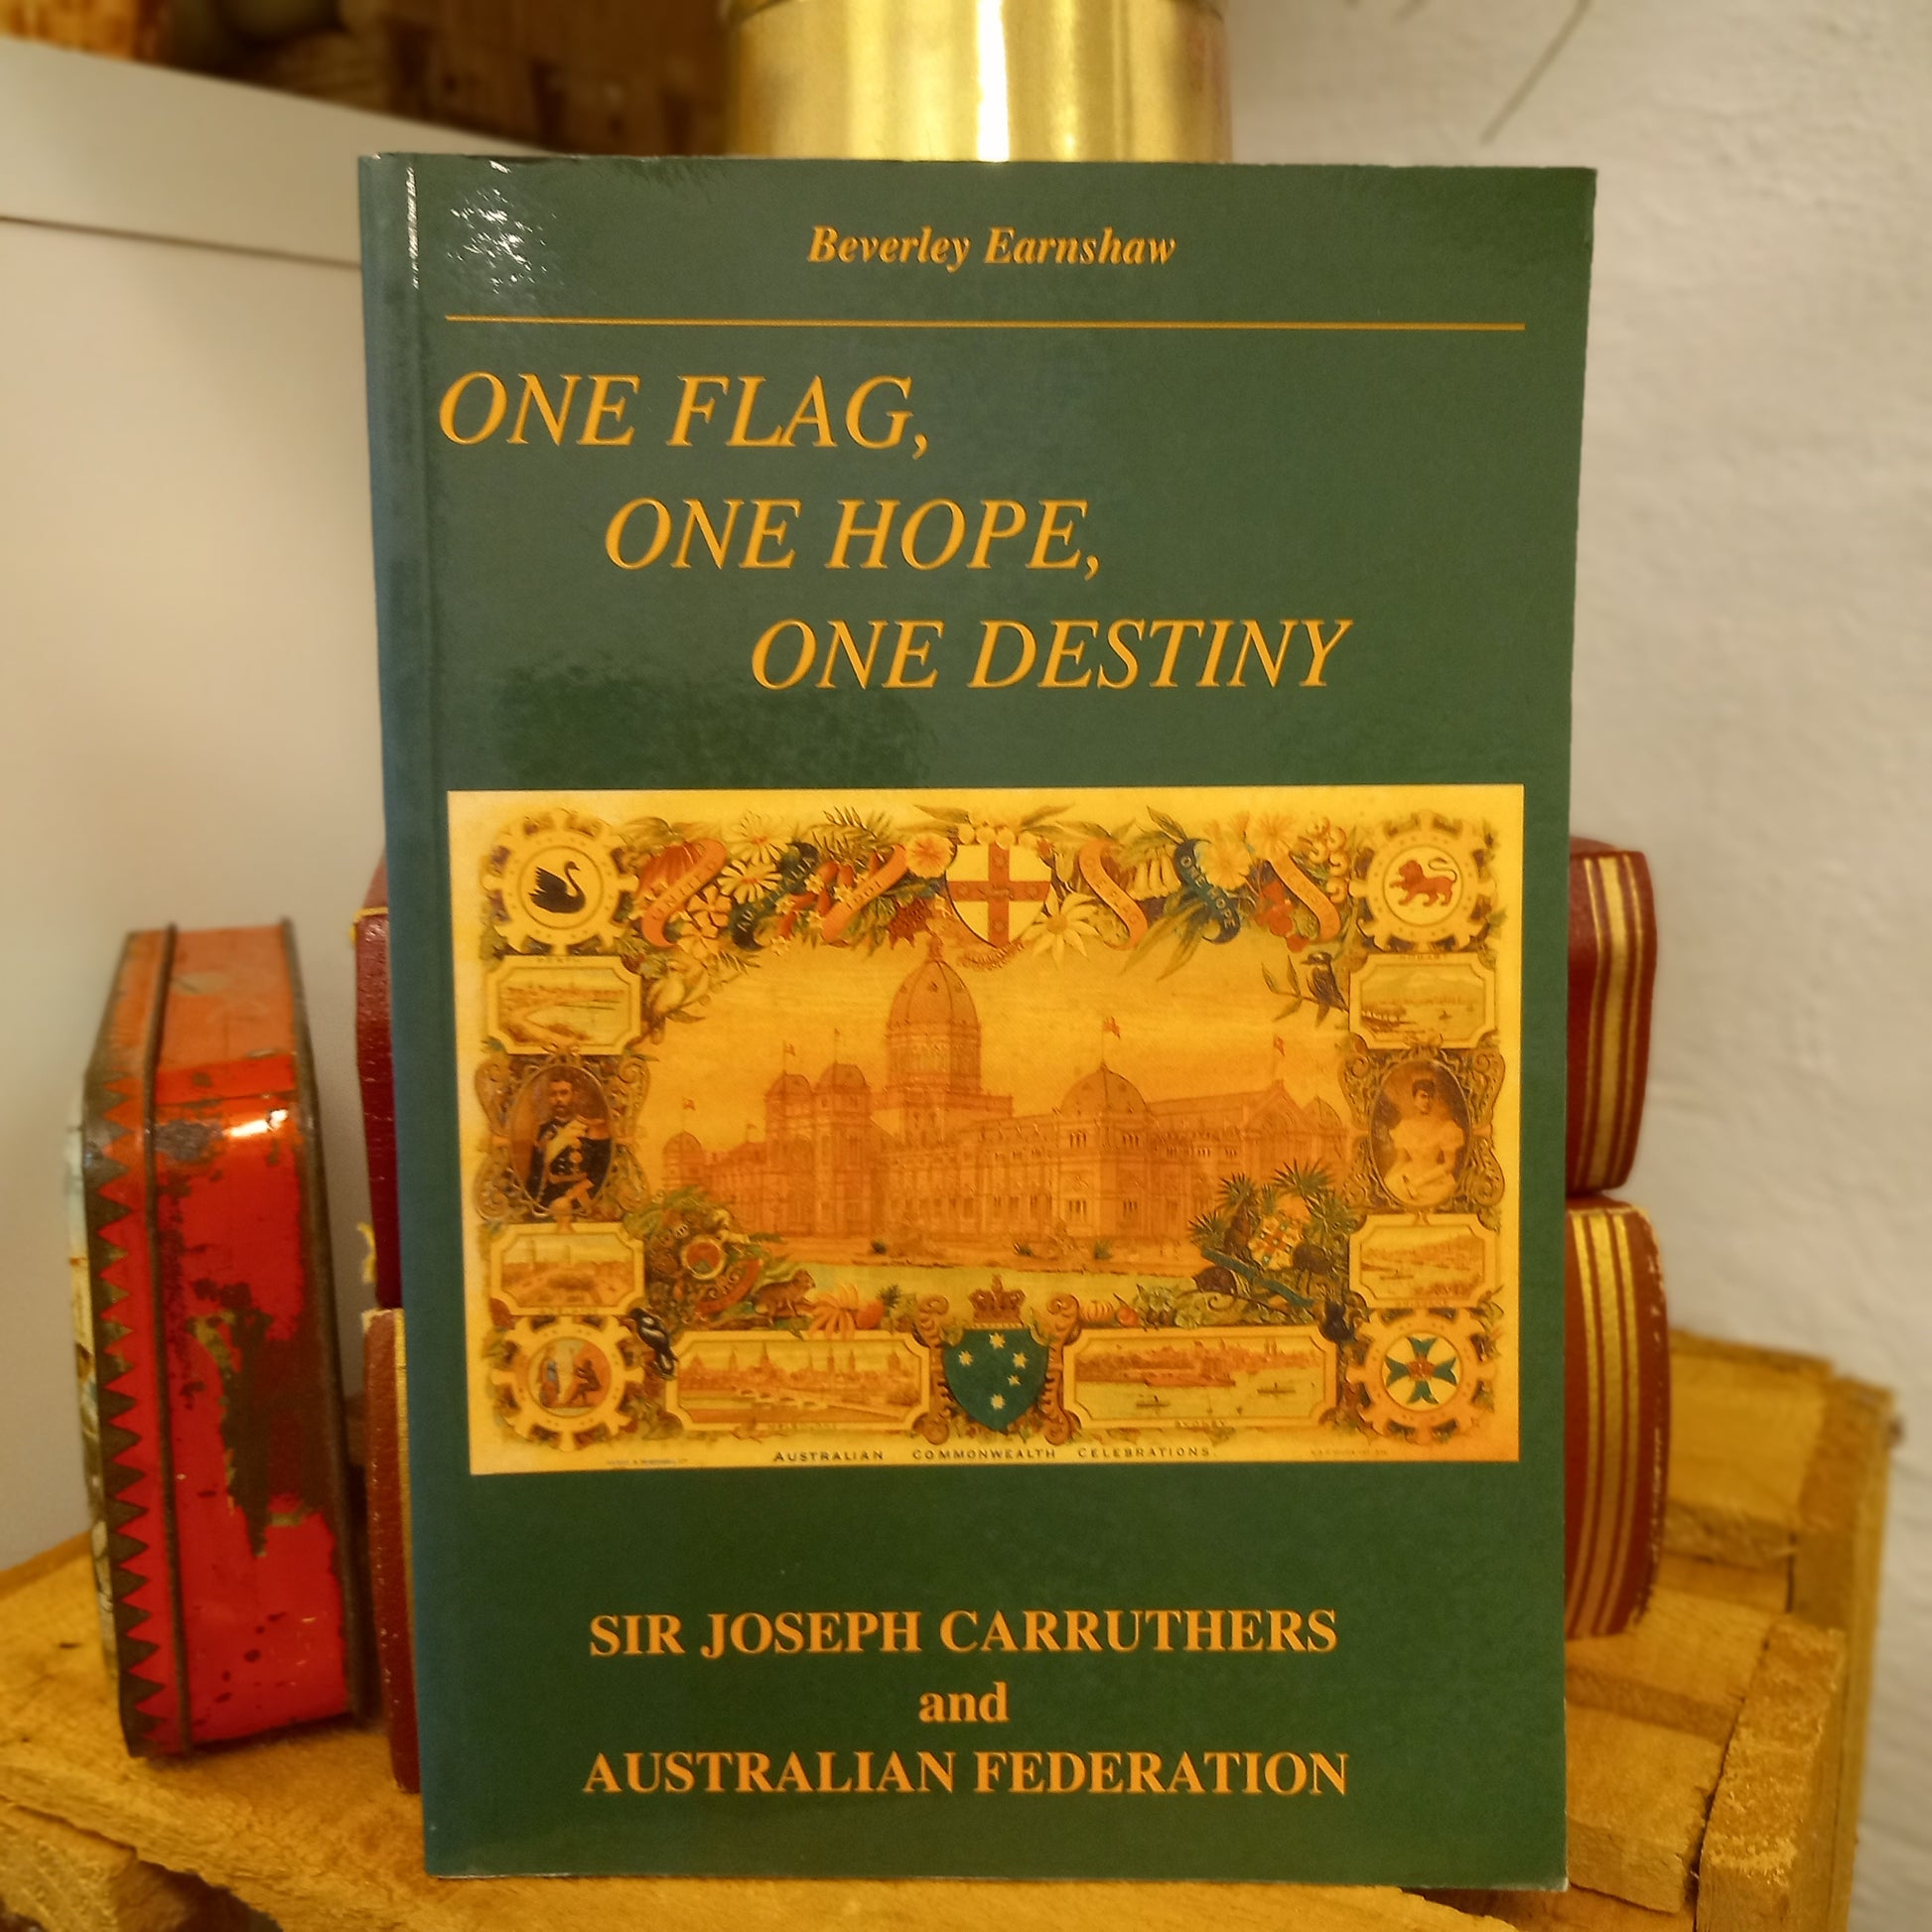 Beverley Earnshaw
ONE FLAG,
ONE HOPE,
ONE DESTINY
ONE HOPE
SYDNEY
AUSTRALIAN COMMONWEALTH CELEBRATIONS.
SIR JOSEPH CARRUTHERS
and
AUSTRALIAN FEDERATION